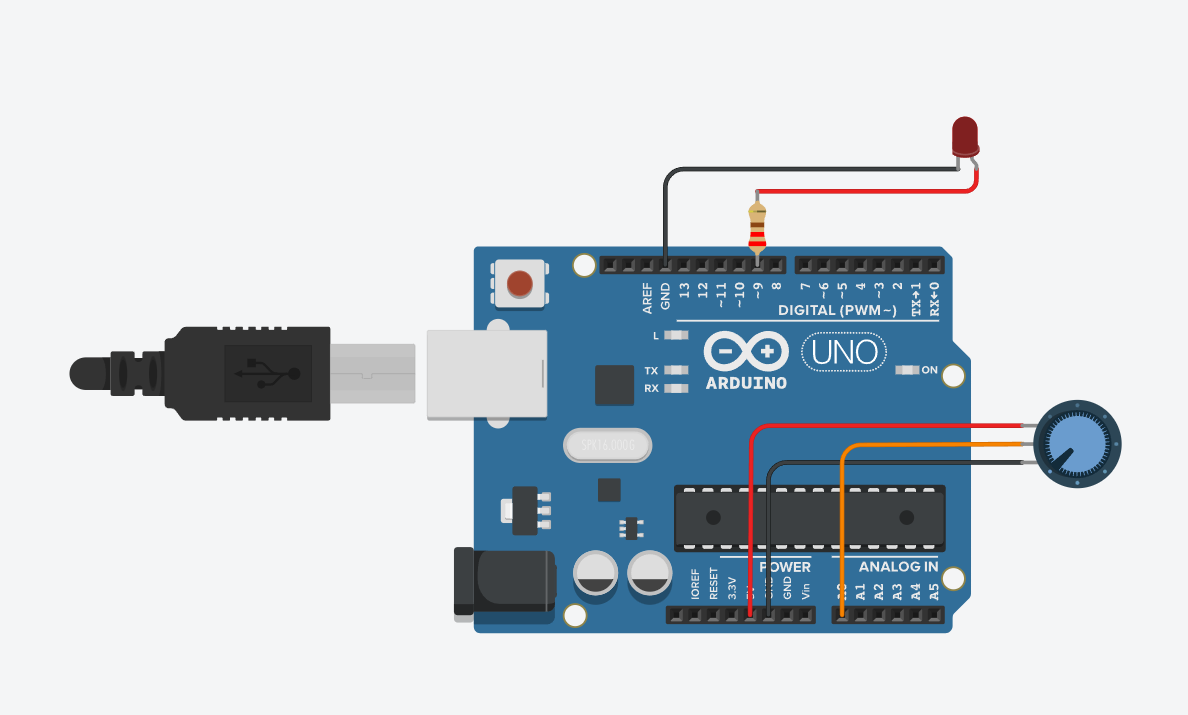 AREF
GND
13
12
~11
~10
~9
8
7
~6
~5
4
~3
2
TX→1
RX←0
DIGITAL (PWM~)
L
TX
RX
UNO
ON
ARDUINO
SPK16.000G
POWER
ANALOG IN
IOREF
RESET
3.3V
5V
GND
GND
Vin
A0
A1
A2
A3
A4
A5